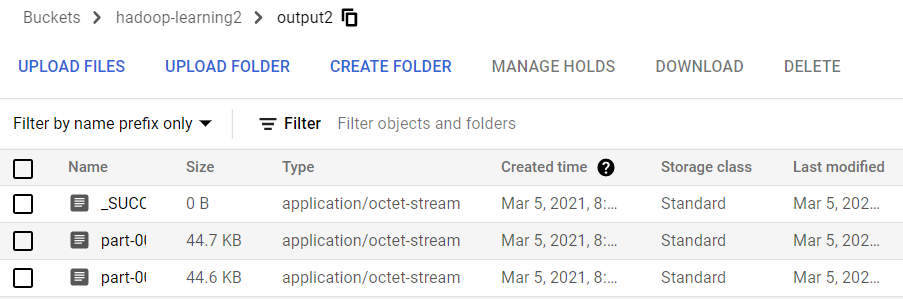 Buckets > hadoop-learning2 > output2
UPLOAD FILES UPLOAD FOLDER CREATE FOLDER MANAGE HOLDS DOWNLOAD DELETE
Filter by name prefix only Filter Filter objects and folders
Name Size Type Created time Storage class Last modified
_SUCC 0 B application/octet-stream Mar 5, 2021, 8:... Standard Mar 5, 202...
part-00 44.7 KB application/octet-stream Mar 5, 2021, 8:... Standard Mar 5, 202...
part-00 44.6 KB application/octet-stream Mar 5, 2021, 8:... Standard Mar 5, 202...